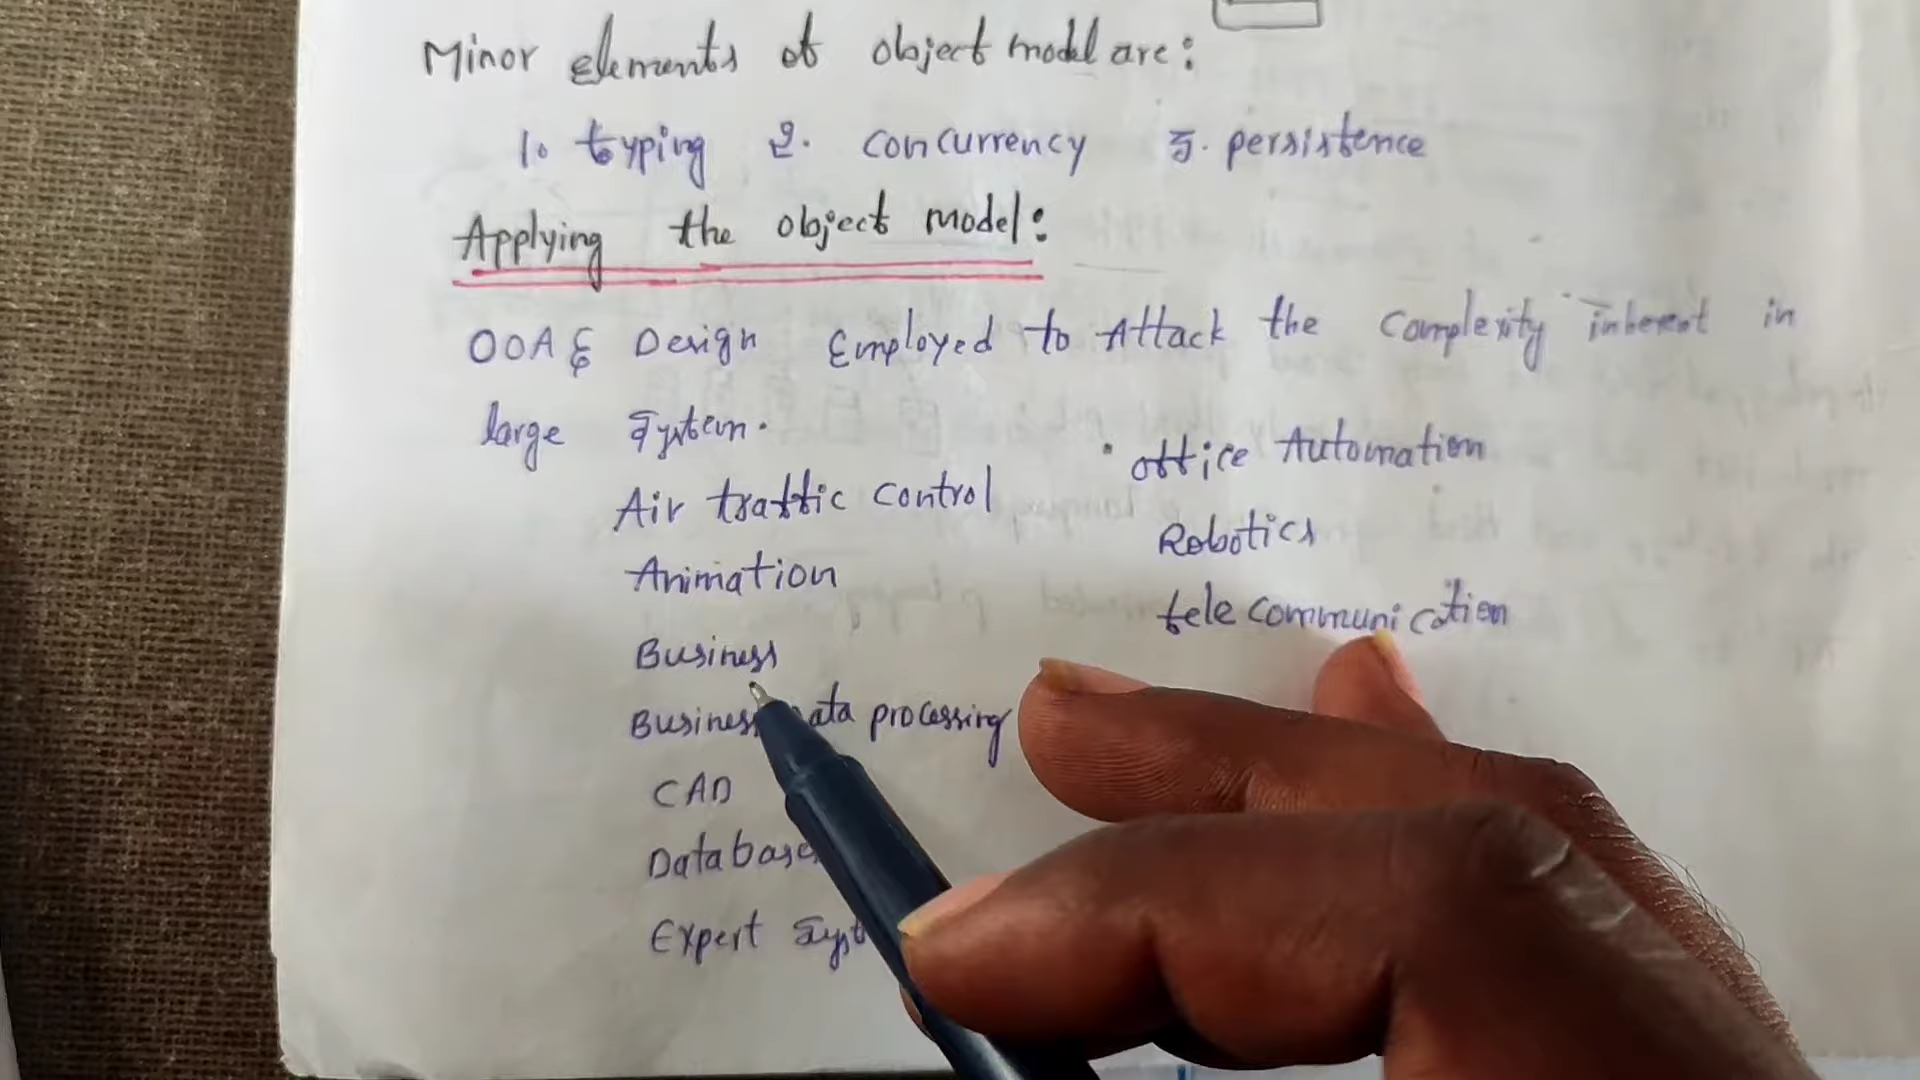 Minor elements of object model are:
1. typing 2. concurrency 3. persistence
Applying the object model:
OOA & Design Employed to Attack the complexity inherent in
large system.
Air traffic control
Animation
Business
Business data processing
CAD
Database
Expert
• office Automation
Robotics
tele communication